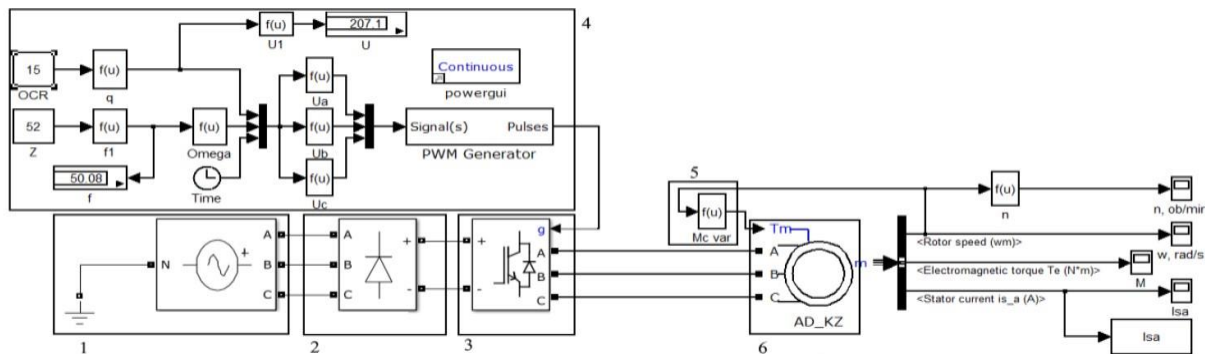 4
f(u)
U1
207.1
U
15
OCR
f(u)
q
Continuous
powergui
f(u)
Ua
52
Z
f(u)
f1
f(u)
Omega
f(u)
Ub
Signal(s) Pulses
PWM Generator
50.08
f
Time
f(u)
Uc
5
f(u)
Mc var
f(u)
n
n, ob/min
N
A
B
C
A
B
C
+
-
+
-
g
A
B
C
Tm
A
B
C
m
AD_KZ
<Rotor speed (wm)>
w, rad/s
<Electromagnetic torque Te (N*m)>
M
<Stator current is_a (A)>
Isa
Isa
1
2
3
6